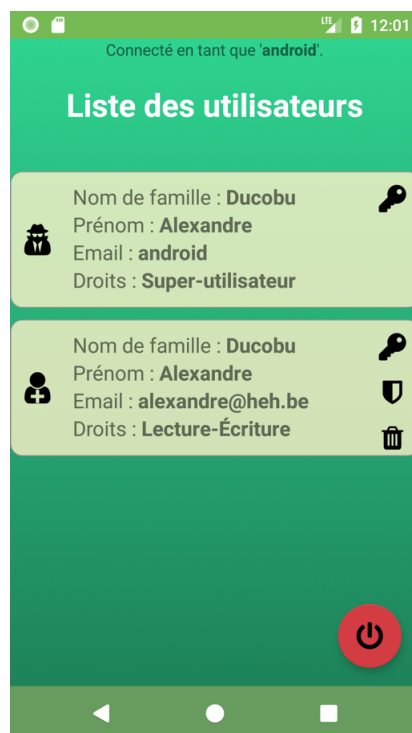 LTE 12:01
Connecté en tant que 'android'.
Liste des utilisateurs
Nom de famille : Ducobu
Prénom : Alexandre
Email : android
Droits : Super-utilisateur
Nom de famille : Ducobu
Prénom : Alexandre
Email : alexandre@heh.be
Droits : Lecture-Écriture